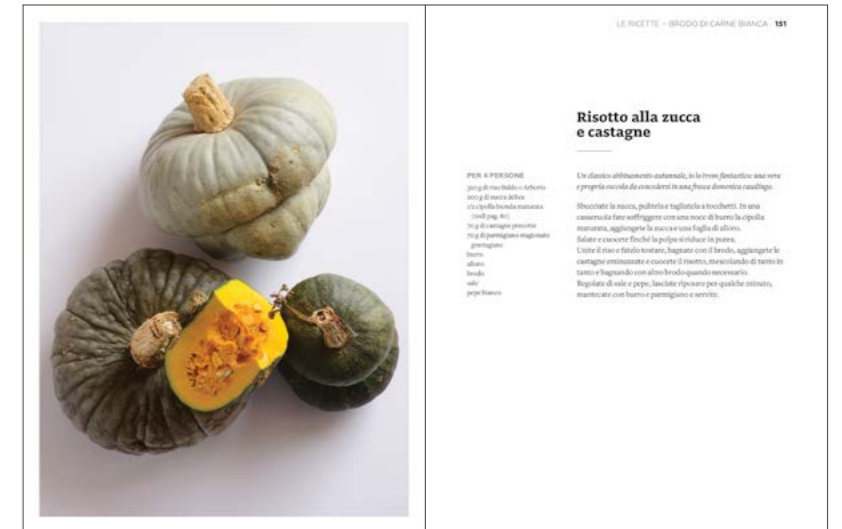 LE RICETTE – BRODO DI CARNE BIANCA 151
Risotto alla zucca
e castagne
PER 4 PERSONE
320 g di riso Baldo o Arborio
200 g di zucca delica
1/2 cipolla bionda maturata
(vedi pag. 80)
70 g di castagne precotte
70 g di parmigiano stagionato
grattugiato
burro
alloro
brodo
sale
pepe bianco
Un classico abbinamento autunnale, io lo trovo fantastico: una vera
e propria coccola da concedersi in una fresca domenica casalinga.
Sbucciate la zucca, pulitela e tagliatela a tocchetti. In una
casseruola fate soffriggere con una noce di burro la cipolla
maturata, aggiungete la zucca e una foglia di alloro.
Salate e cuocete finché la polpa si riduce in purea.
Unite il riso e fatelo tostare, bagnate con il brodo, aggiungete le
castagne sminuzzate e cuocete il risotto, mescolando di tanto in
tanto e bagnando con altro brodo quando necessario.
Regolate di sale e pepe, lasciate riposare per qualche minuto,
mantecate con burro e parmigiano e servite.